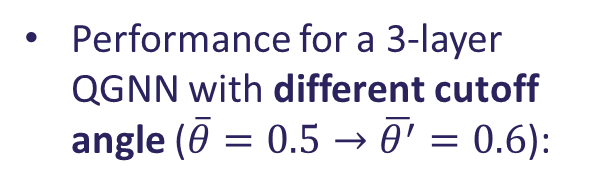 • Performance for a 3-layer
QGNN with different cutoff
angle (θ̅ = 0.5 → θ̅′ = 0.6):